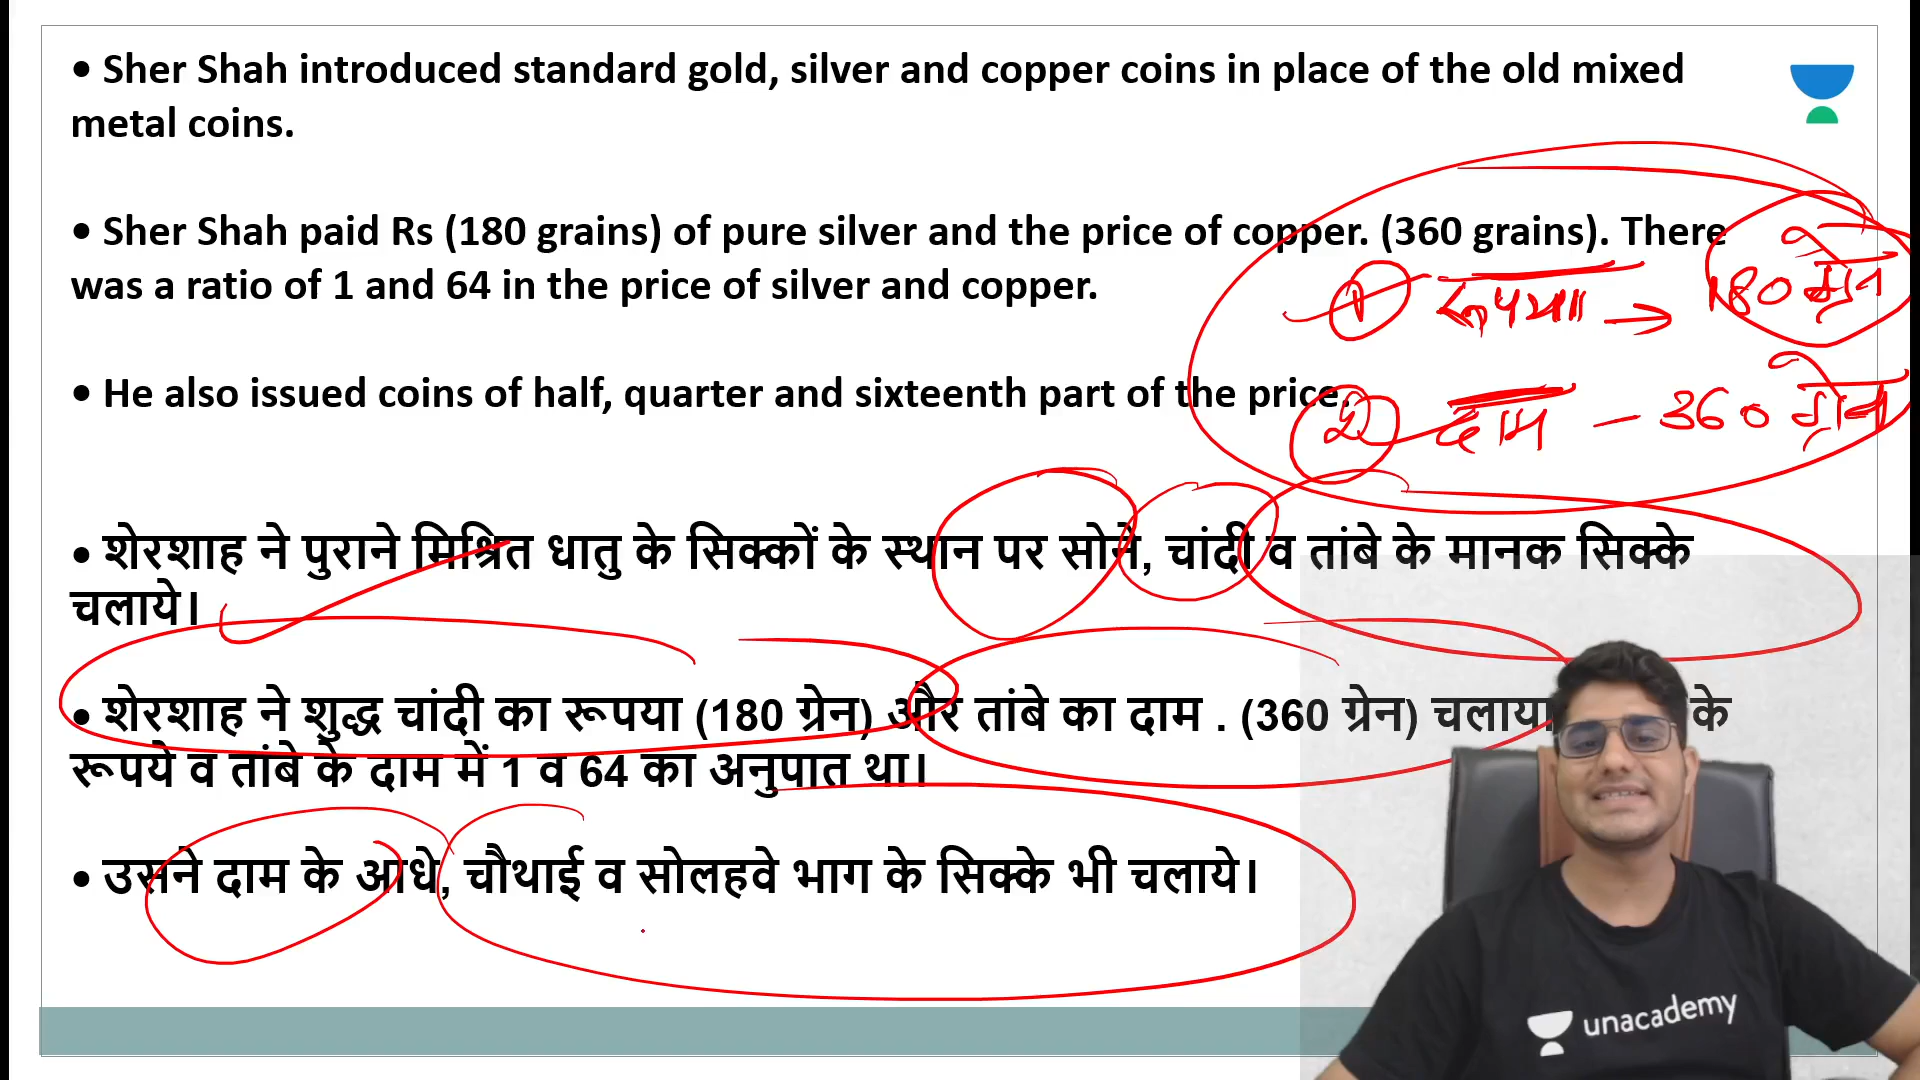 • Sher Shah introduced standard gold, silver and copper coins in place of the old mixed
metal coins.
• Sher Shah paid Rs (180 grains) of pure silver and the price of copper. (360 grains). There
was a ratio of 1 and 64 in the price of silver and copper.
① रूपया → 180 ग्रेन
• He also issued coins of half, quarter and sixteenth part of the price.
② दाम – 360 ग्रेन
• शेरशाह ने पुराने मिश्रित धातु के सिक्कों के स्थान पर सोने, चांदी व तांबे के मानक सिक्के
चलाये।
• शेरशाह ने शुद्ध चांदी का रूपया (180 ग्रेन) और तांबे का दाम . (360 ग्रेन) चलाया के
रूपये व तांबे के दाम में 1 व 64 का अनुपात था।
• उसने दाम के आधे, चौथाई व सोलहवे भाग के सिक्के भी चलाये।
unacademy